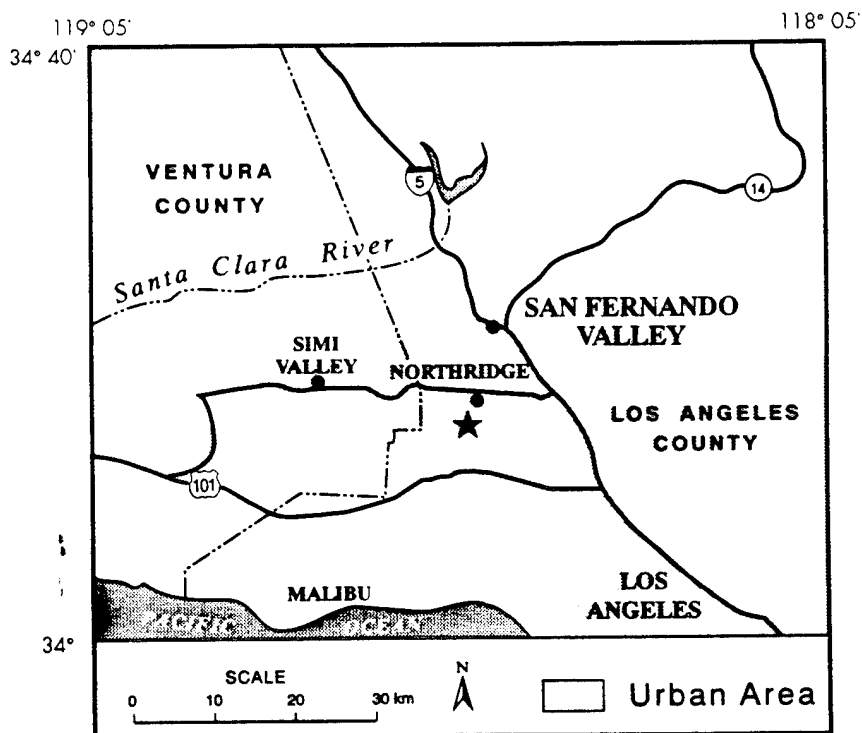 119° 05'
118° 05'
34° 40'
VENTURA
COUNTY
5
14
Santa Clara River
SAN FERNANDO
VALLEY
SIMI
VALLEY
NORTHRIDGE
LOS ANGELES
COUNTY
101
MALIBU
LOS
ANGELES
PACIFIC OCEAN
34°
SCALE
0 10 20 30 km
N
Urban Area